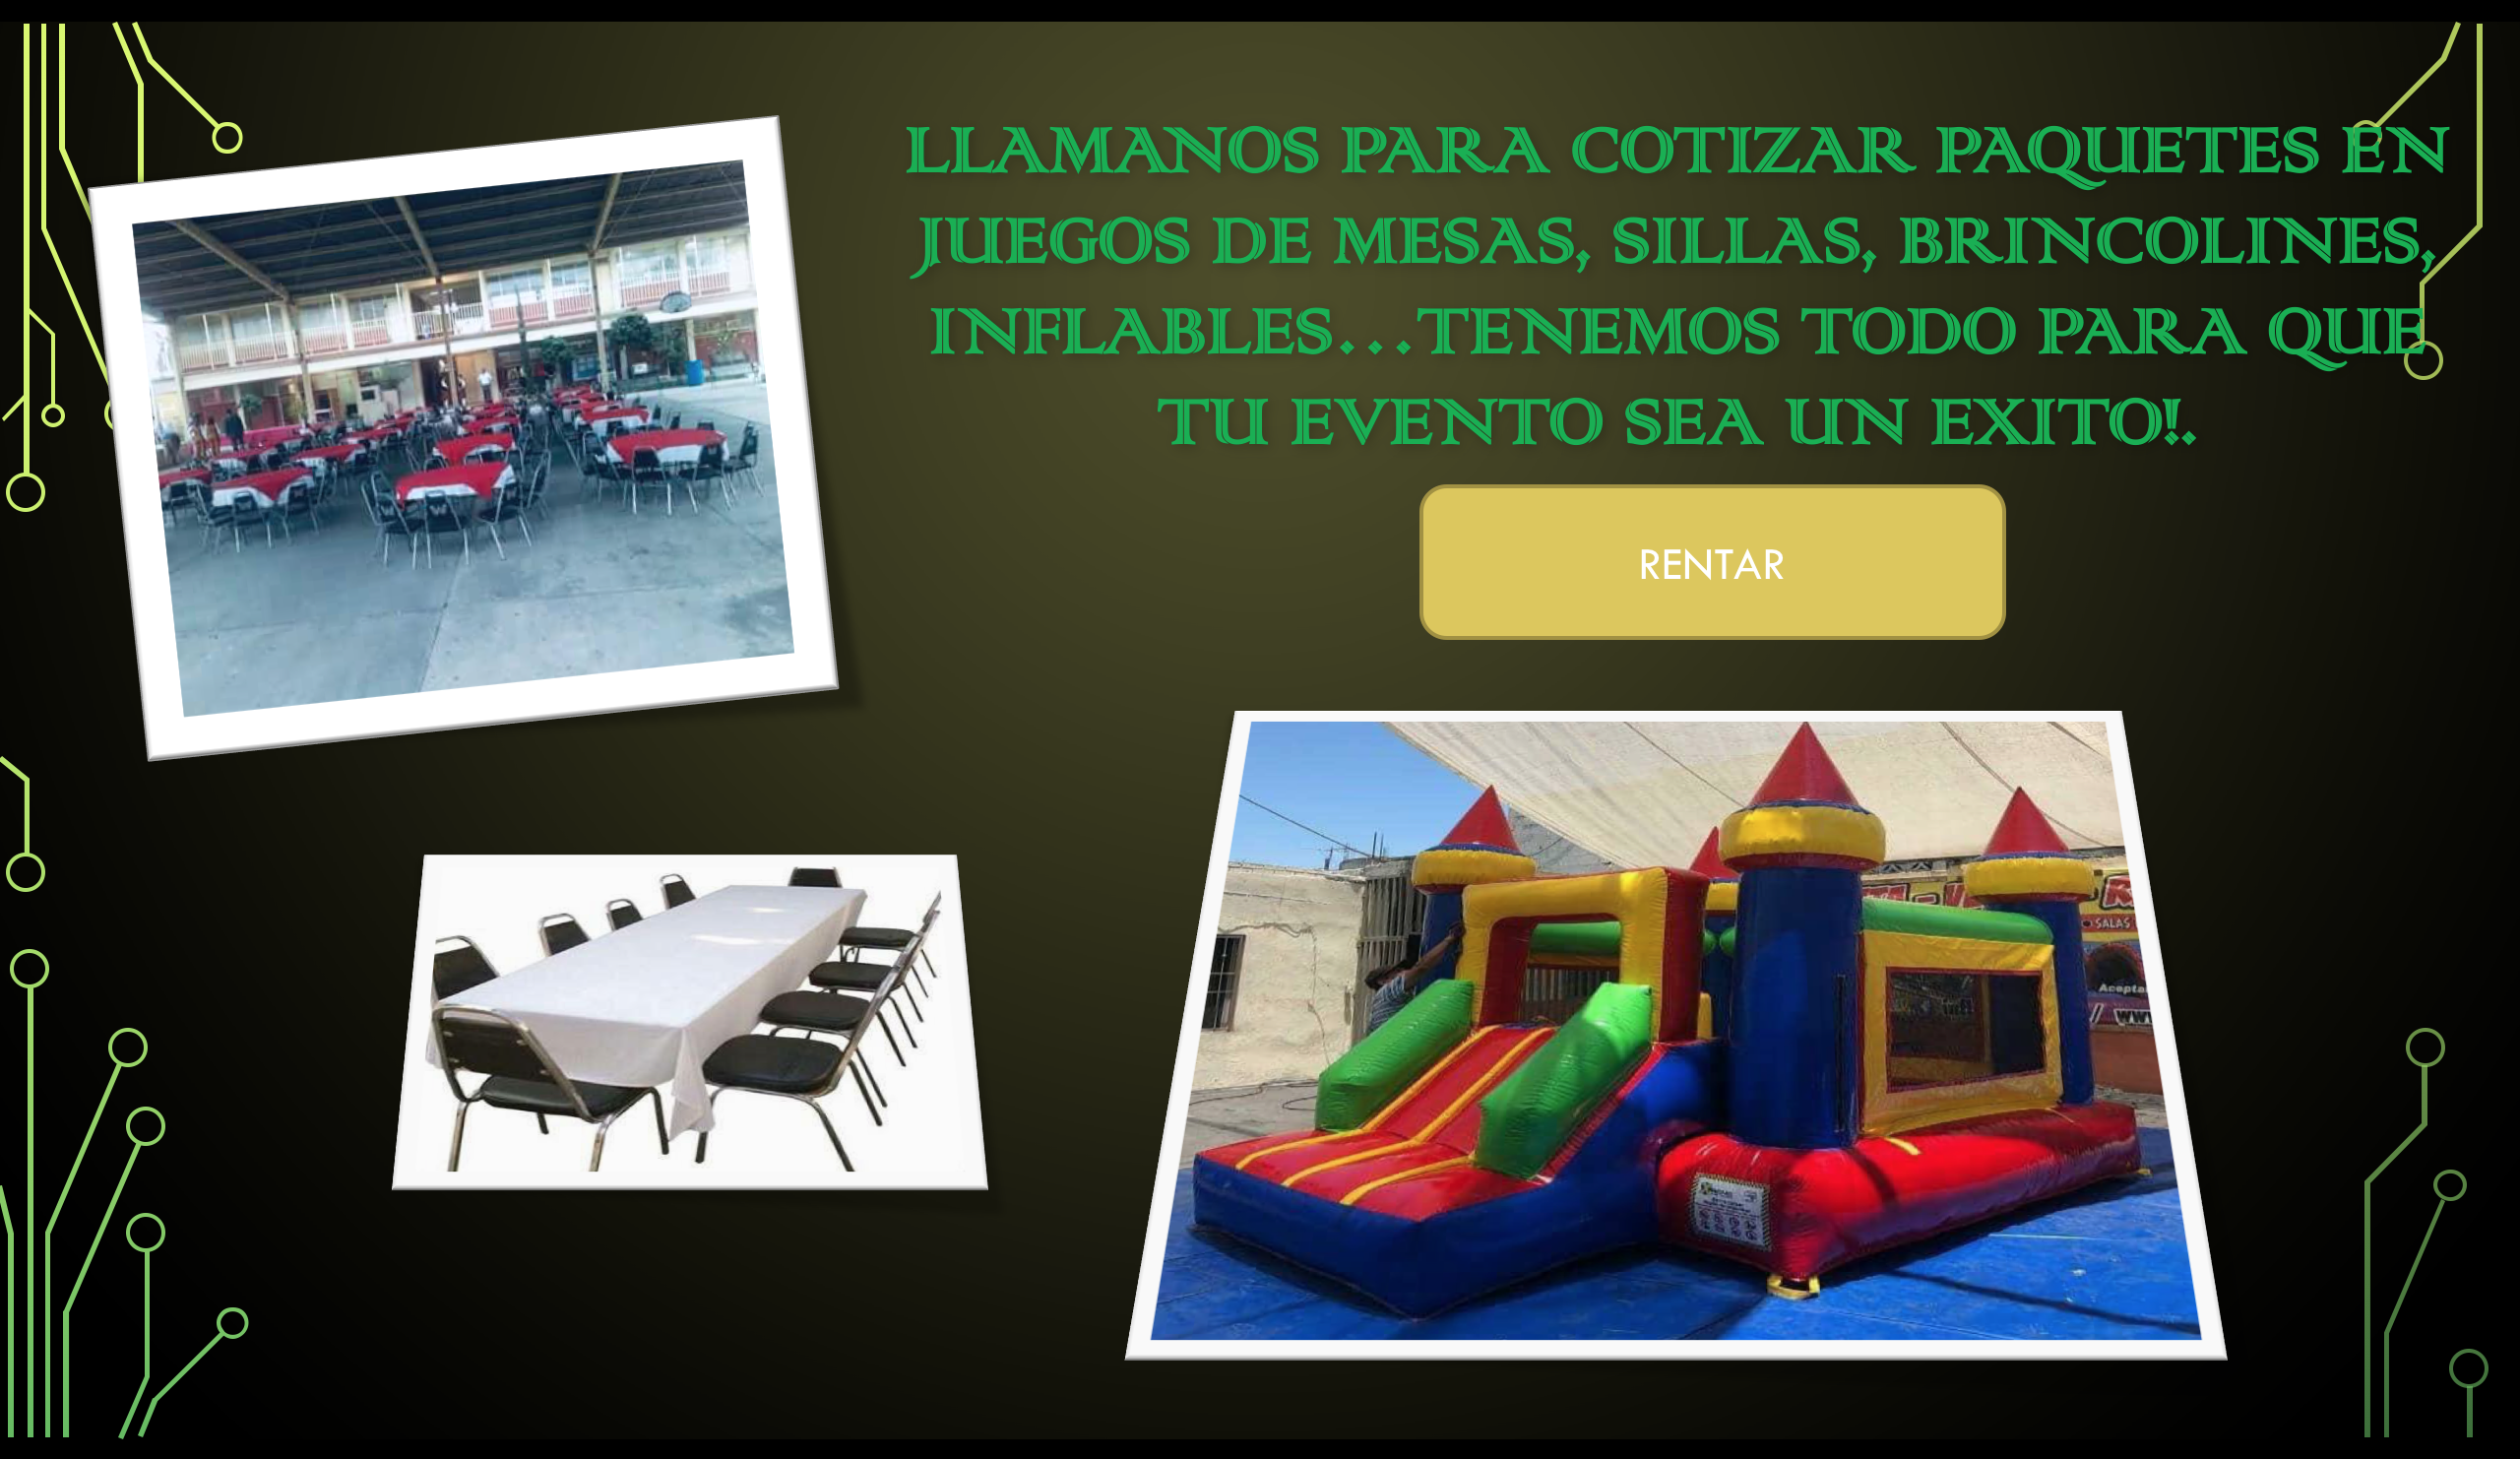 LLAMANOS PARA COTIZAR PAQUETES EN
JUEGOS DE MESAS, SILLAS, BRINCOLINES,
INFLABLES...TENEMOS TODO PARA QUE
TU EVENTO SEA UN EXITO!.
RENTAR
SALAS